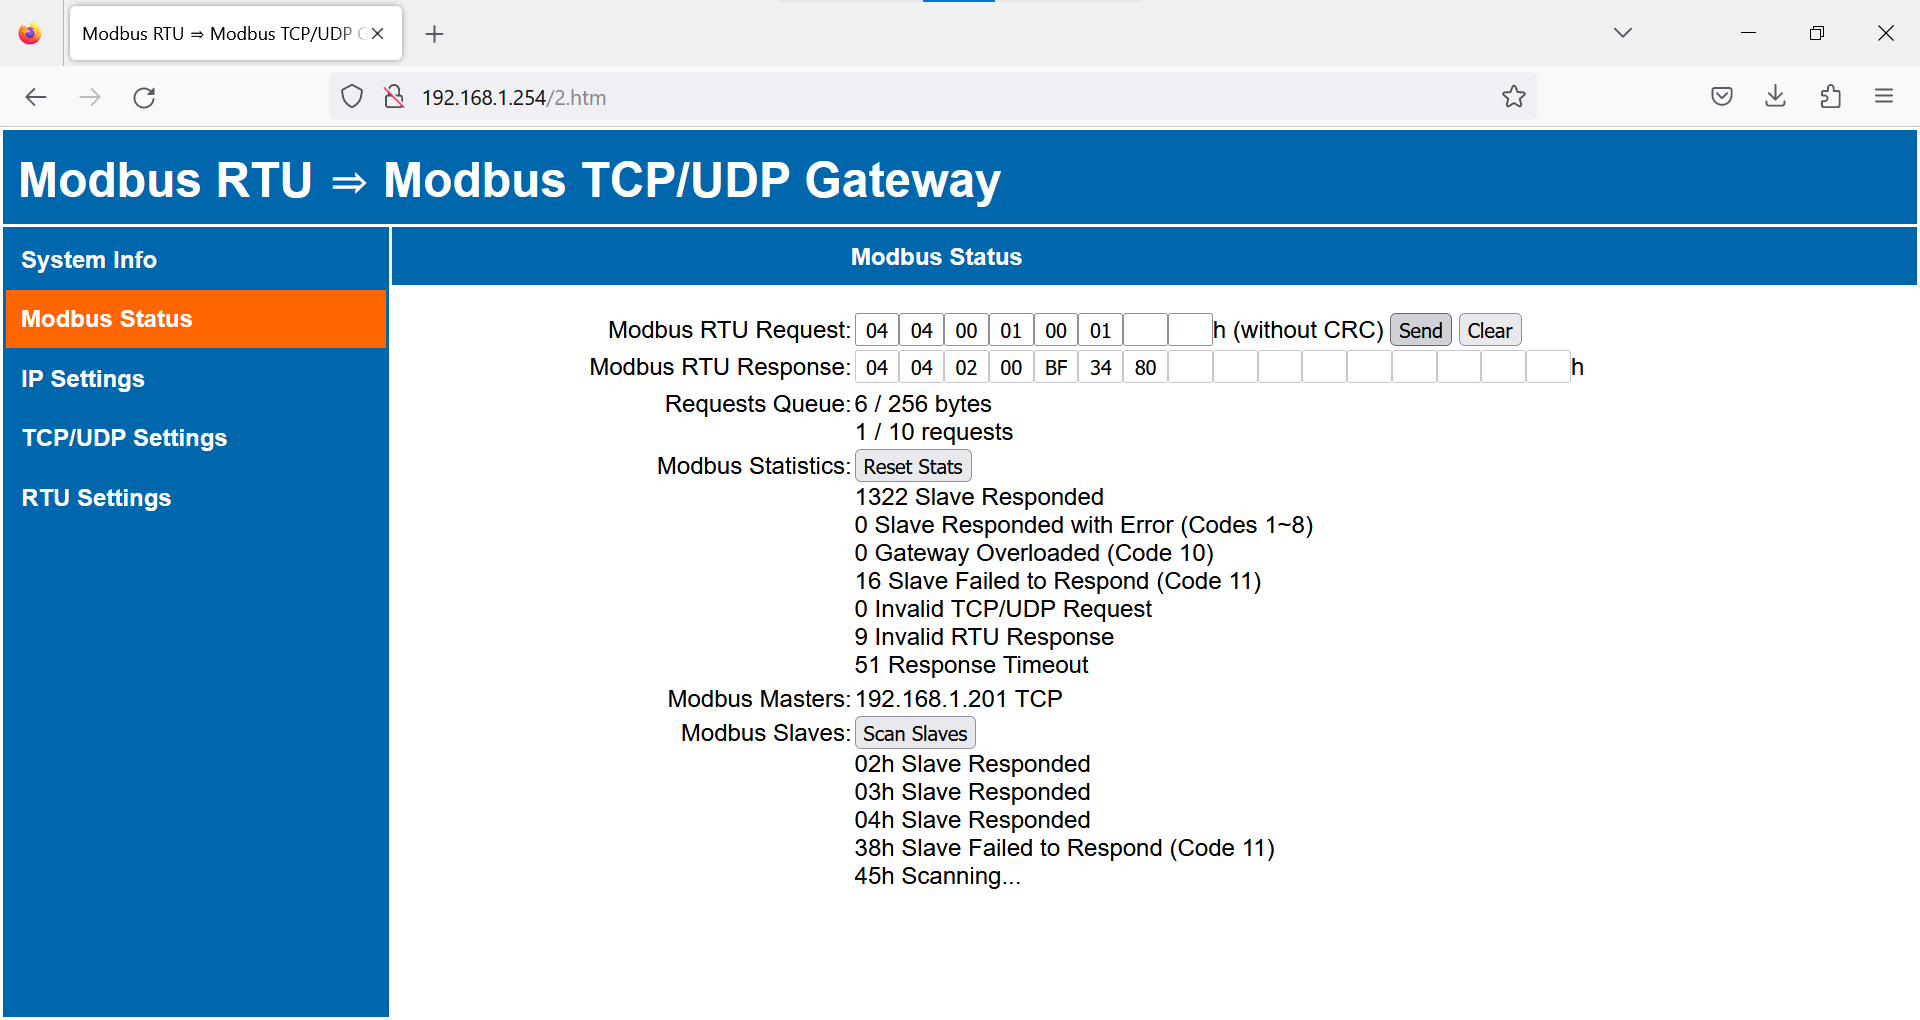 Modbus RTU ⇒ Modbus TCP/UDP G
192.168.1.254/2.htm
Modbus RTU ⇒ Modbus TCP/UDP Gateway
System Info
Modbus Status
IP Settings
TCP/UDP Settings
RTU Settings
Modbus Status
Modbus RTU Request: 04 04 00 01 00 01 h (without CRC) Send Clear
Modbus RTU Response: 04 04 02 00 BF 34 80 h
Requests Queue: 6 / 256 bytes
1 / 10 requests
Modbus Statistics: Reset Stats
1322 Slave Responded
0 Slave Responded with Error (Codes 1~8)
0 Gateway Overloaded (Code 10)
16 Slave Failed to Respond (Code 11)
0 Invalid TCP/UDP Request
9 Invalid RTU Response
51 Response Timeout
Modbus Masters: 192.168.1.201 TCP
Modbus Slaves: Scan Slaves
02h Slave Responded
03h Slave Responded
04h Slave Responded
38h Slave Failed to Respond (Code 11)
45h Scanning...